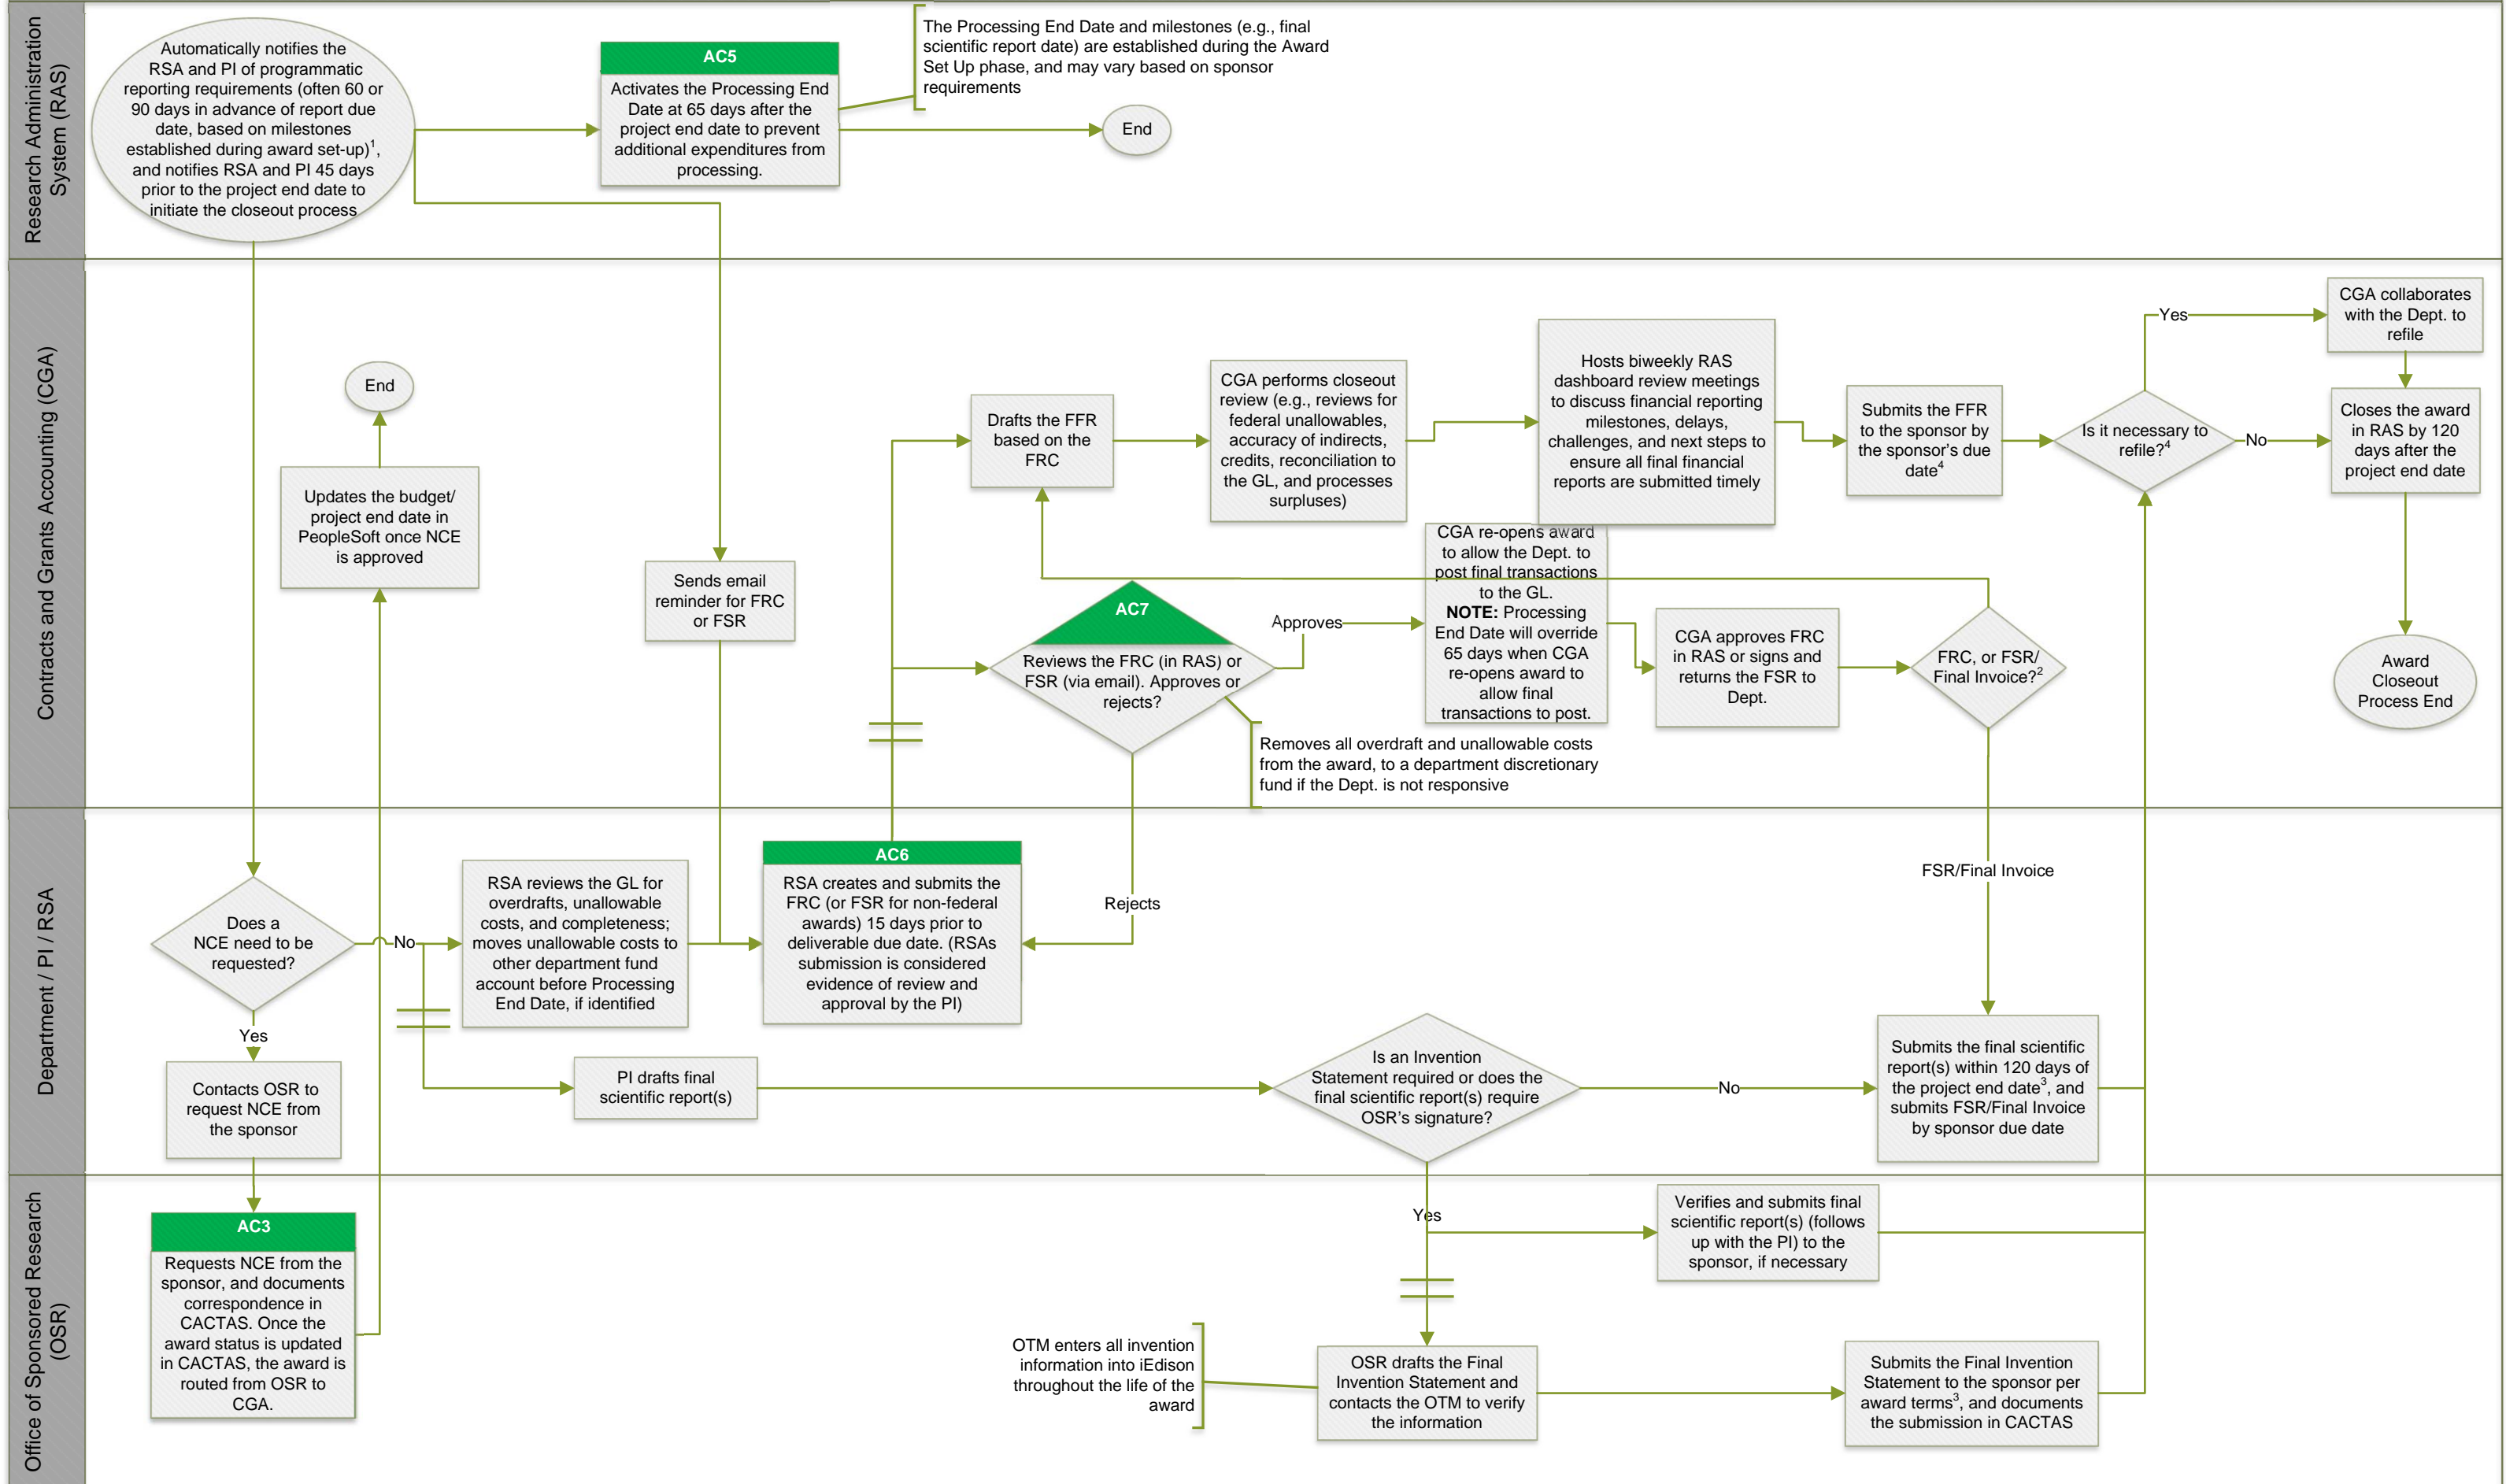 Research Administration
System (RAS)
Automatically notifies the
RSA and PI of programmatic
reporting requirements (often 60 or
90 days in advance of report due
date, based on milestones
established during award set-up)1,
and notifies RSA and PI 45 days
prior to the project end date to
initiate the closeout process
AC5
Activates the Processing End
Date at 65 days after the
project end date to prevent
additional expenditures from
processing.
The Processing End Date and milestones (e.g., final
scientific report date) are established during the Award
Set Up phase, and may vary based on sponsor
requirements
End
Contracts and Grants Accounting (CGA)
End
Updates the budget/
project end date in
PeopleSoft once NCE
is approved
Sends email
reminder for FRC
or FSR
Drafts the FFR
based on the
FRC
CGA performs closeout
review (e.g., reviews for
federal unallowables,
accuracy of indirects,
credits, reconciliation to
the GL, and processes
surpluses)
Hosts biweekly RAS
dashboard review meetings
to discuss financial reporting
milestones, delays,
challenges, and next steps to
ensure all final financial
reports are submitted timely
Submits the FFR
to the sponsor by
the sponsor's due
date4
Is it necessary to
refile?4
Yes
No
CGA collaborates
with the Dept. to
refile
Closes the award
in RAS by 120
days after the
project end date
Award
Closeout
Process End
AC7
Reviews the FRC (in RAS) or
FSR (via email). Approves or
rejects?
Approves
Rejects
CGA re-opens award
to allow the Dept. to
post final transactions
to the GL.
NOTE: Processing
End Date will override
65 days when CGA
re-opens award to
allow final
transactions to post.
CGA approves FRC
in RAS or signs and
returns the FSR to
Dept.
FRC, or FSR/
Final Invoice?2
Removes all overdraft and unallowable costs
from the award, to a department discretionary
fund if the Dept. is not responsive
FSR/Final Invoice
Department / PI / RSA
Does a
NCE need to be
requested?
No
Yes
Contacts OSR to
request NCE from
the sponsor
RSA reviews the GL for
overdrafts, unallowable
costs, and completeness;
moves unallowable costs to
other department fund
account before Processing
End Date, if identified
AC6
RSA creates and submits the
FRC (or FSR for non-federal
awards) 15 days prior to
deliverable due date. (RSAs
submission is considered
evidence of review and
approval by the PI)
PI drafts final
scientific report(s)
Is an Invention
Statement required or does the
final scientific report(s) require
OSR's signature?
No
Yes
Submits the final scientific
report(s) within 120 days of
the project end date3, and
submits FSR/Final Invoice
by sponsor due date
Office of Sponsored Research
(OSR)
AC3
Requests NCE from the
sponsor, and documents
correspondence in
CACTAS. Once the
award status is updated
in CACTAS, the award is
routed from OSR to
CGA.
Verifies and submits final
scientific report(s) (follows
up with the PI) to the
sponsor, if necessary
OTM enters all invention
information into iEdison
throughout the life of the
award
OSR drafts the Final
Invention Statement and
contacts the OTM to verify
the information
Submits the Final Invention
Statement to the sponsor per
award terms3, and documents
the submission in CACTAS